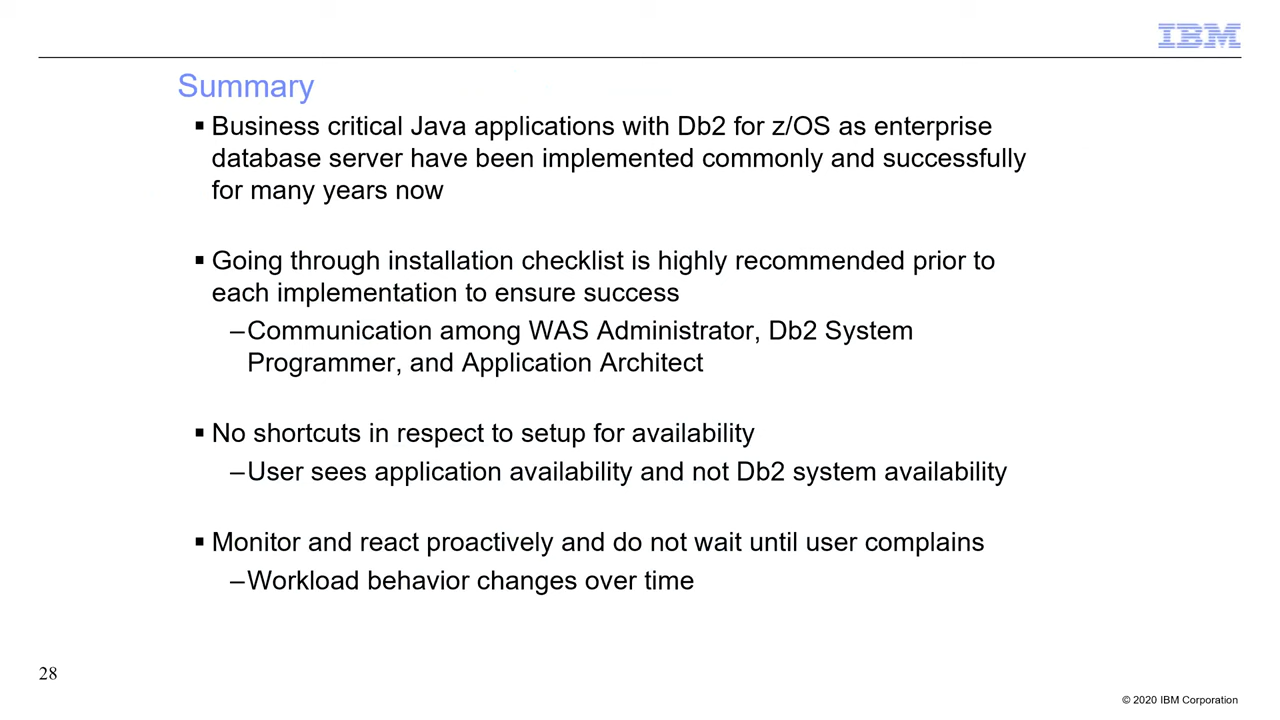 IBM
Summary
▪ Business critical Java applications with Db2 for z/OS as enterprise
database server have been implemented commonly and successfully
for many years now
▪ Going through installation checklist is highly recommended prior to
each implementation to ensure success
–Communication among WAS Administrator, Db2 System
Programmer, and Application Architect
▪ No shortcuts in respect to setup for availability
–User sees application availability and not Db2 system availability
▪ Monitor and react proactively and do not wait until user complains
–Workload behavior changes over time
28
© 2020 IBM Corporation